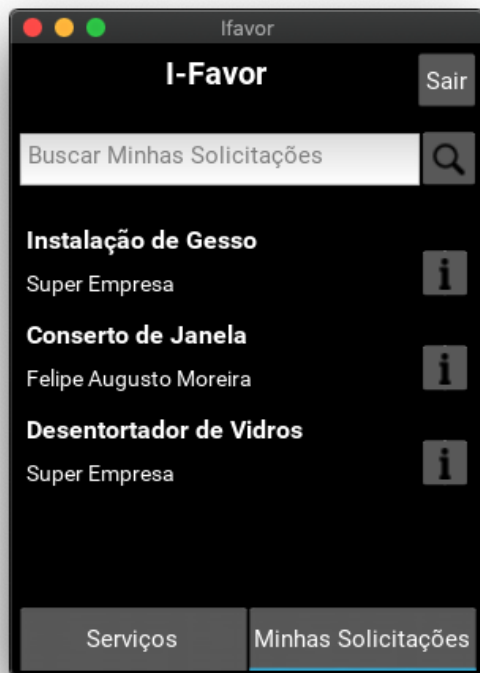 Ifavor
I-Favor
Sair
Buscar Minhas Solicitações
Instalação de Gesso
Super Empresa
i
Conserto de Janela
Felipe Augusto Moreira
i
Desentortador de Vidros
Super Empresa
i
Serviços
Minhas Solicitações